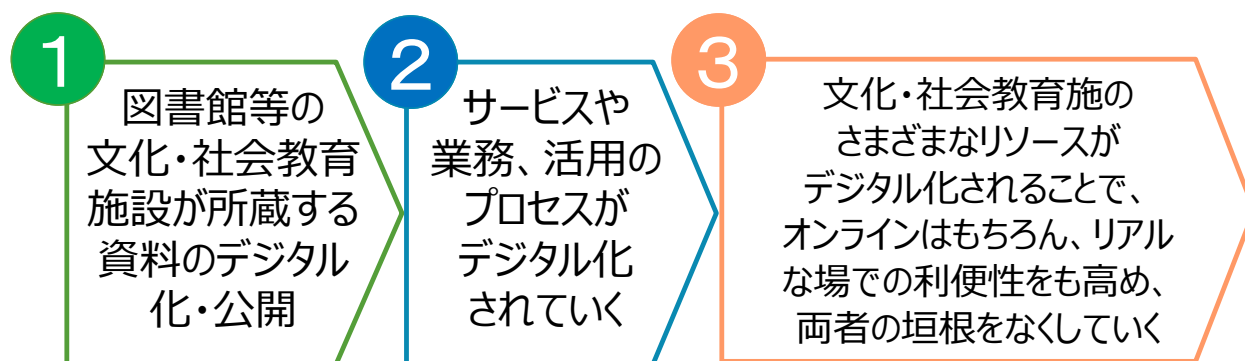 1
図書館等の
文化・社会教育
施設が所蔵する
資料のデジタル
化・公開
2
サービスや
業務、活用の
プロセスが
デジタル化
されていく
3
文化・社会教育施の
さまざまなリソースが
デジタル化されることで、
オンラインはもちろん、リアル
な場での利便性をも高め、
両者の垣根をなくしていく